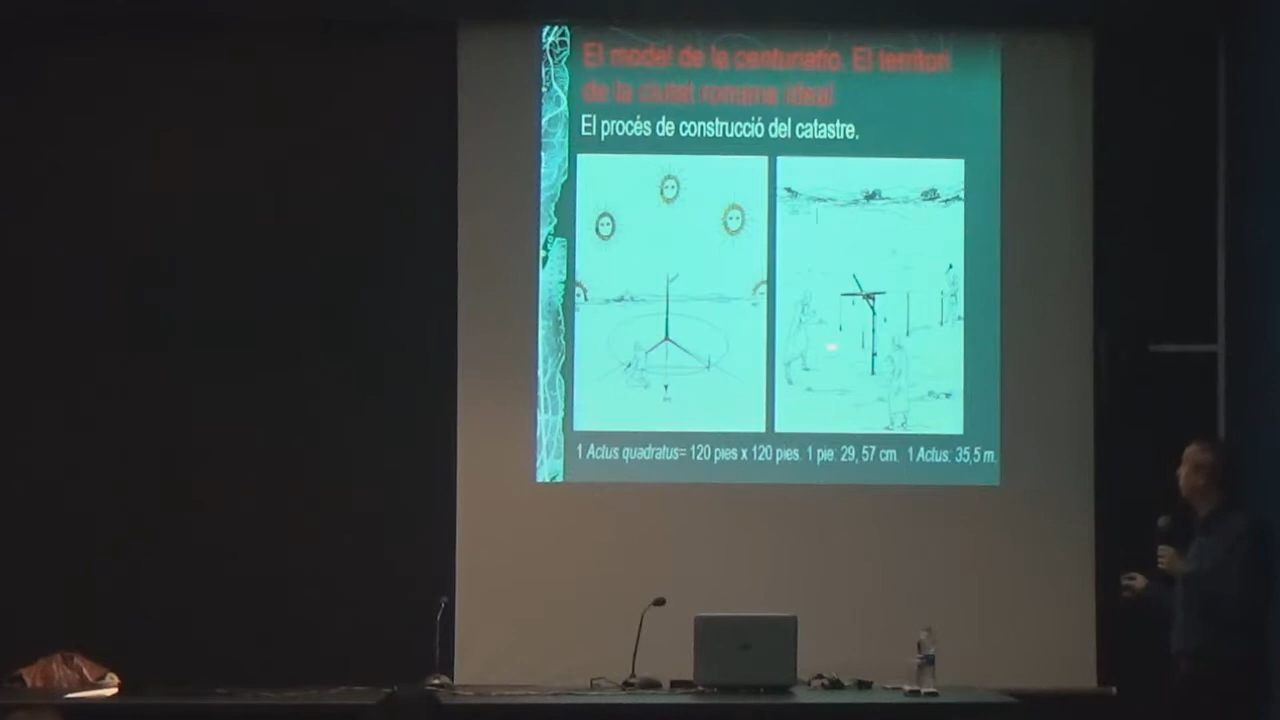 El model de la centuriatio. El territori
de la ciutat romana ideal
El procés de construcció del catastre.
1 Actus quadratus= 120 pies x 120 pies. 1 pie: 29, 57 cm. 1 Actus: 35,5 m.